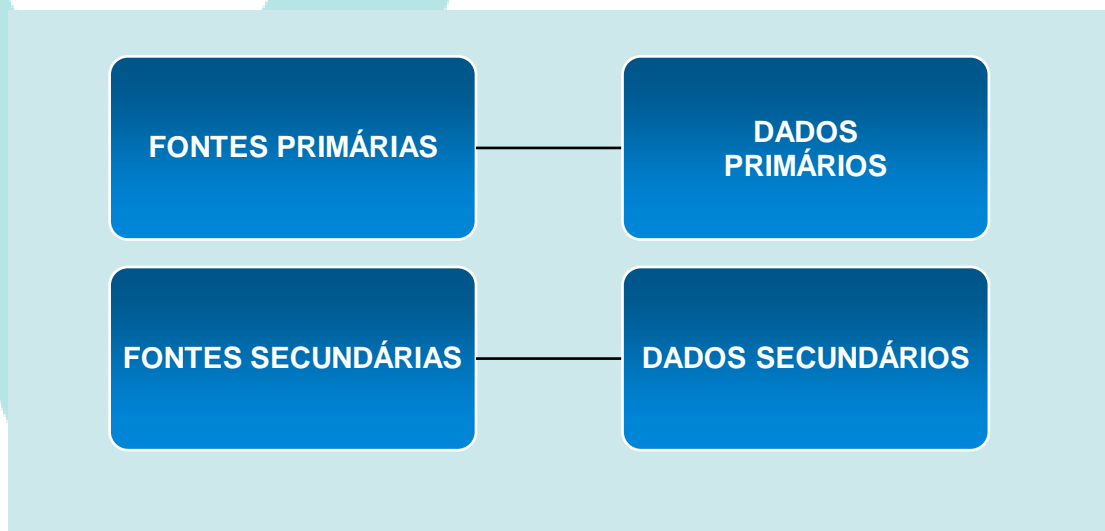 FONTES PRIMÁRIAS
DADOS
PRIMÁRIOS
FONTES SECUNDÁRIAS
DADOS SECUNDÁRIOS